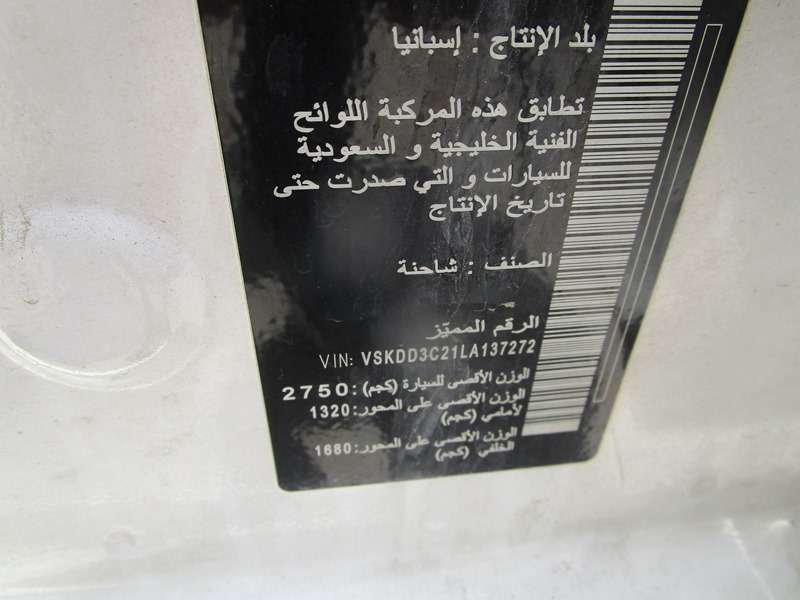 بلد الإنتاج : إسبانيا
تطابق هذه المركبة اللوائح
الفنية الخليجية و السعودية
للسيارات و التي صدرت حتى
تاريخ الإنتاج
الصنف : شاحنة
الرقم المميّز
VIN: VSKDD3C21LA137272
الوزن الأقصى للسيارة (كجم): 2750
الوزن الأقصى على المحور 1320:
لأمامي (كجم)
الوزن الأقصى على المحور 1680:
الخلفي (كجم)